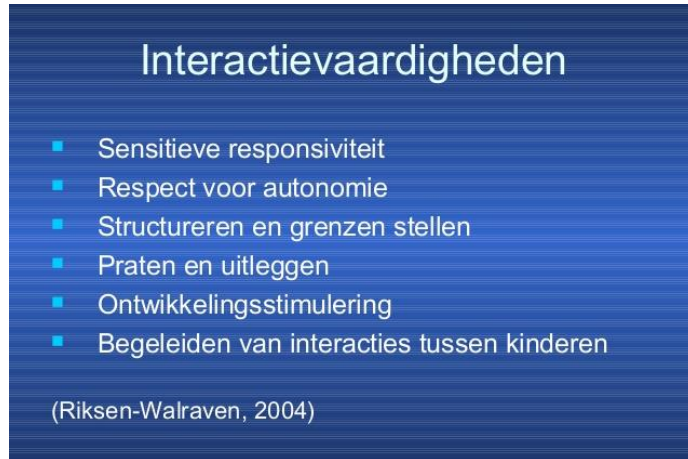 Interactievaardigheden
Sensitieve responsiviteit
Respect voor autonomie
Structureren en grenzen stellen
Praten en uitleggen
Ontwikkelingsstimulering
Begeleiden van interacties tussen kinderen
(Riksen-Walraven, 2004)